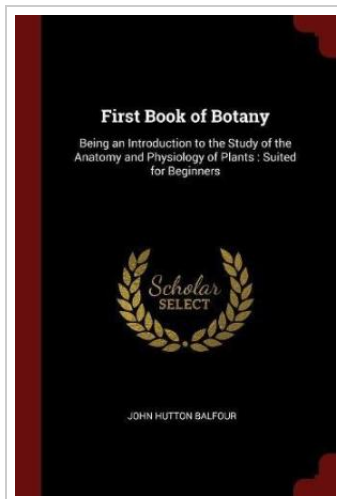 First Book of Botany
Being an Introduction to the Study of the
Anatomy and Physiology of Plants : Suited
for Beginners
Scholar
SELECT
JOHN HUTTON BALFOUR